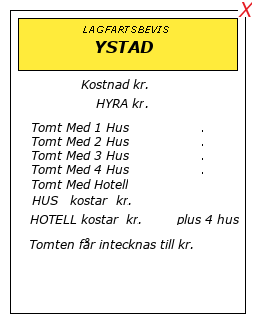 X
LAGFARTSBEVIS
YSTAD
Kostnad kr.
HYRA kr.
Tomt Med 1 Hus .
Tomt Med 2 Hus .
Tomt Med 3 Hus .
Tomt Med 4 Hus .
Tomt Med Hotell
HUS kostar kr.
HOTELL kostar kr. plus 4 hus
Tomten får intecknas till kr.